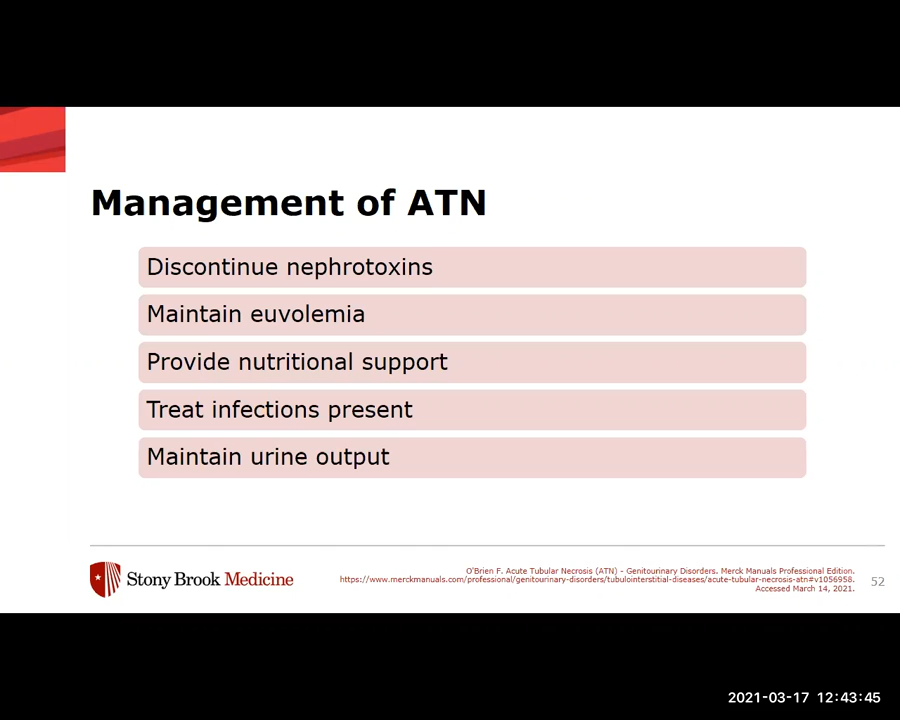 Management of ATN
Discontinue nephrotoxins
Maintain euvolemia
Provide nutritional support
Treat infections present
Maintain urine output
Stony Brook Medicine
O'Brien F. Acute Tubular Necrosis (ATN) - Genitourinary Disorders. Merck Manuals Professional Edition.
https://www.merckmanuals.com/professional/genitourinary-disorders/tubulointerstitial-diseases/acute-tubular-necrosis-atn#v1056958.
Accessed March 14, 2021.
52
2021-03-17 12:43:45